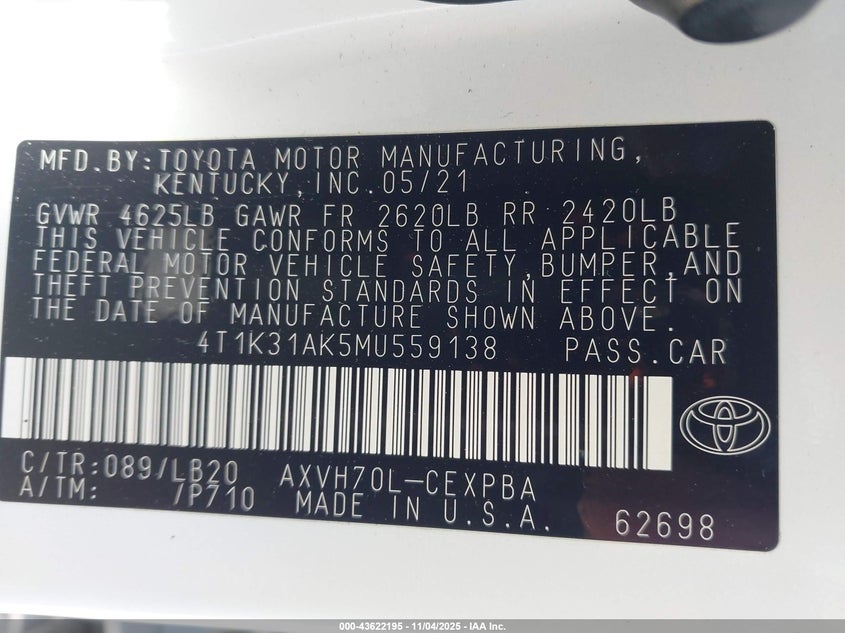 MFD.BY:TOYOTA MOTOR MANUFACTURING,
KENTUCKY,INC.05/21
GVWR 4625LB GAWR FR 2620LB RR 2420LB
THIS VEHICLE CONFORMS TO ALL APPLICABLE
FEDERAL MOTOR VEHICLE SAFETY,BUMPER,AND
THEFT PREVENTION STANDARDS IN EFFECT ON
THE DATE OF MANUFACTURE SHOWN ABOVE.
4T1K31AK5MU559138 PASS.CAR
C/TR:089/LB20 AXVH70L-CEXPBA
A/TM: /P710 MADE IN U.S.A. 62698
000-43622195 - 11/04/2025 - IAA Inc.